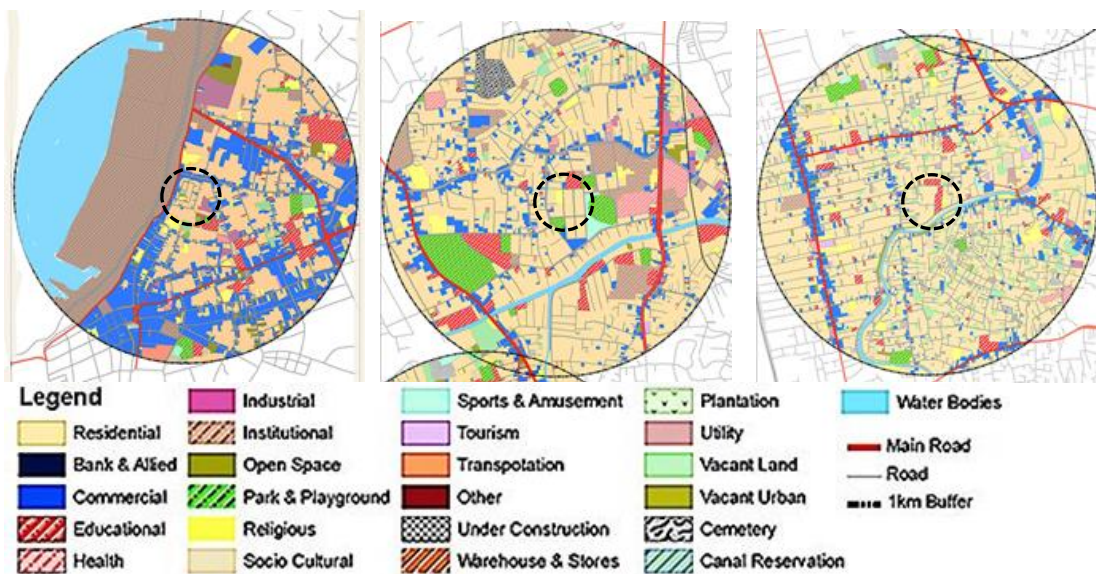 Legend
Residential
Bank & Allied
Commercial
Educational
Health
Industrial
Institutional
Open Space
Park & Playground
Religious
Socio Cultural
Sports & Amusement
Tourism
Transpotation
Other
Under Construction
Warehouse & Stores
Plantation
Utility
Vacant Land
Vacant Urban
Cemetery
Canal Reservation
Water Bodies
Main Road
Road
1km Buffer